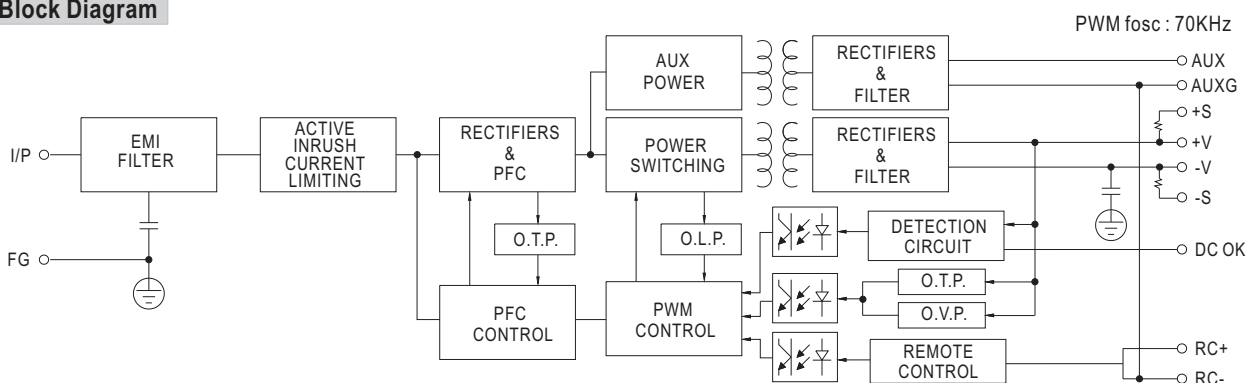 Block Diagram
PWM fosc : 70KHz
AUX
POWER
RECTIFIERS
&
FILTER
AUX
AUXG
+S
+V
-V
-S
I/P
EMI
FILTER
ACTIVE
INRUSH
CURRENT
LIMITING
RECTIFIERS
&
PFC
POWER
SWITCHING
RECTIFIERS
&
FILTER
FG
O.T.P.
O.L.P.
DETECTION
CIRCUIT
DC OK
PFC
CONTROL
PWM
CONTROL
O.T.P.
O.V.P.
REMOTE
CONTROL
RC+
RC-